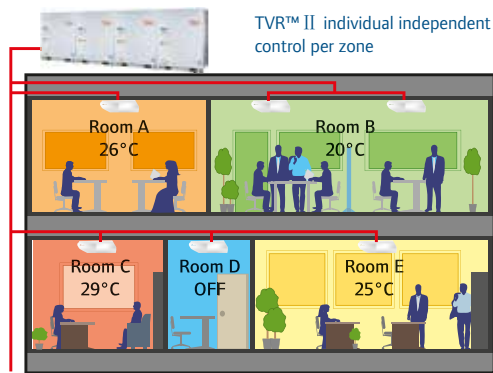 TVR™ II individual independent
control per zone
Room A
26°C
Room B
20°C
Room C
29°C
Room D
OFF
Room E
25°C